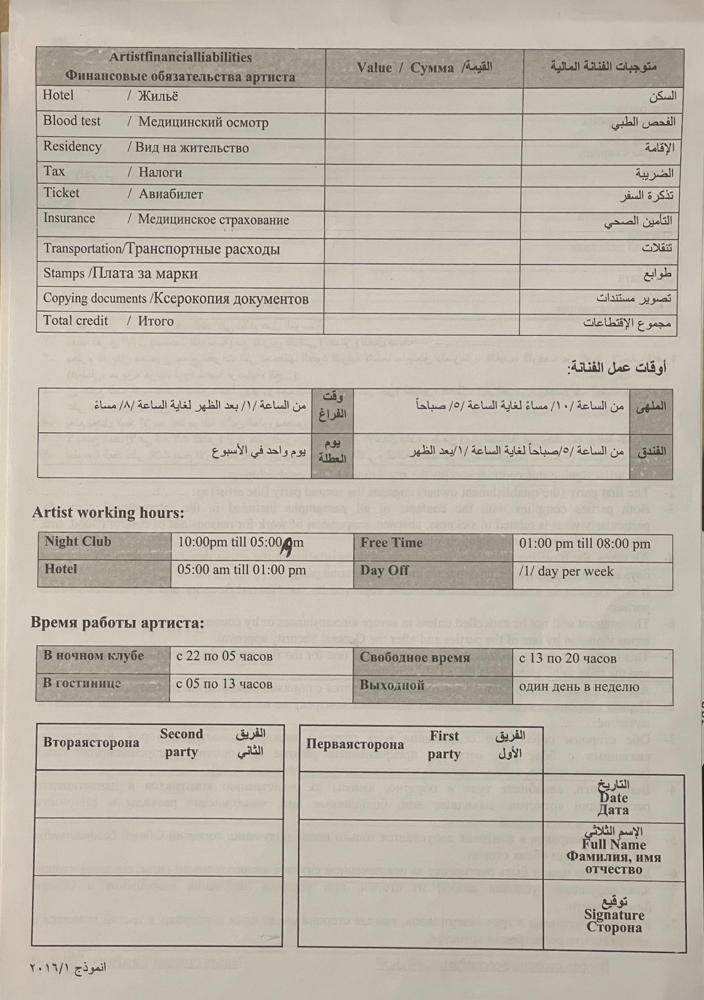 Artistfinancialliabilities
Финансовые обязательства артиста
Value / Сумма /القيمة
متوجبات الفنانة المالية
Hotel / Жильё السكن
Blood test / Медицинский осмотр الفحص الطبي
Residency / Вид на жительство الإقامة
Tax / Налоги الضريبة
Ticket / Авиабилет تذكرة السفر
Insurance / Медицинское страхование التأمين الصحي
Transportation/Транспортные расходы تنقلات
Stamps /Плата за марки طوابع
Copying documents /Ксерокопия документов تصوير مستندات
Total credit / Итого مجموع الإقتطاعات
أوقات عمل الفنانة:
الملهى من الساعة /١٠/ مساءً لغاية الساعة /٥/ صباحاً وقت الفراغ من الساعة /١/ بعد الظهر لغاية الساعة /٨/ مساءً
الفندق من الساعة /٥/صباحاً لغاية الساعة /١/بعد الظهر يوم العطلة يوم واحد في الأسبوع
Artist working hours:
Night Club 10:00pm till 05:00Am Free Time 01:00 pm till 08:00 pm
Hotel 05:00 am till 01:00 pm Day Off /1/ day per week
Время работы артиста:
В ночном клубе с 22 по 05 часов Свободное время с 13 по 20 часов
В гостинице с 05 по 13 часов Выходной один день в неделю
Втораясторона Second party الفريق الثاني
Перваясторона First party الفريق الأول
التاريخ
Date
Дата
الإسم الثلاثي
Full Name
Фамилия, имя
отчество
توقيع
Signature
Сторона
انموذج ٢٠١٦/١